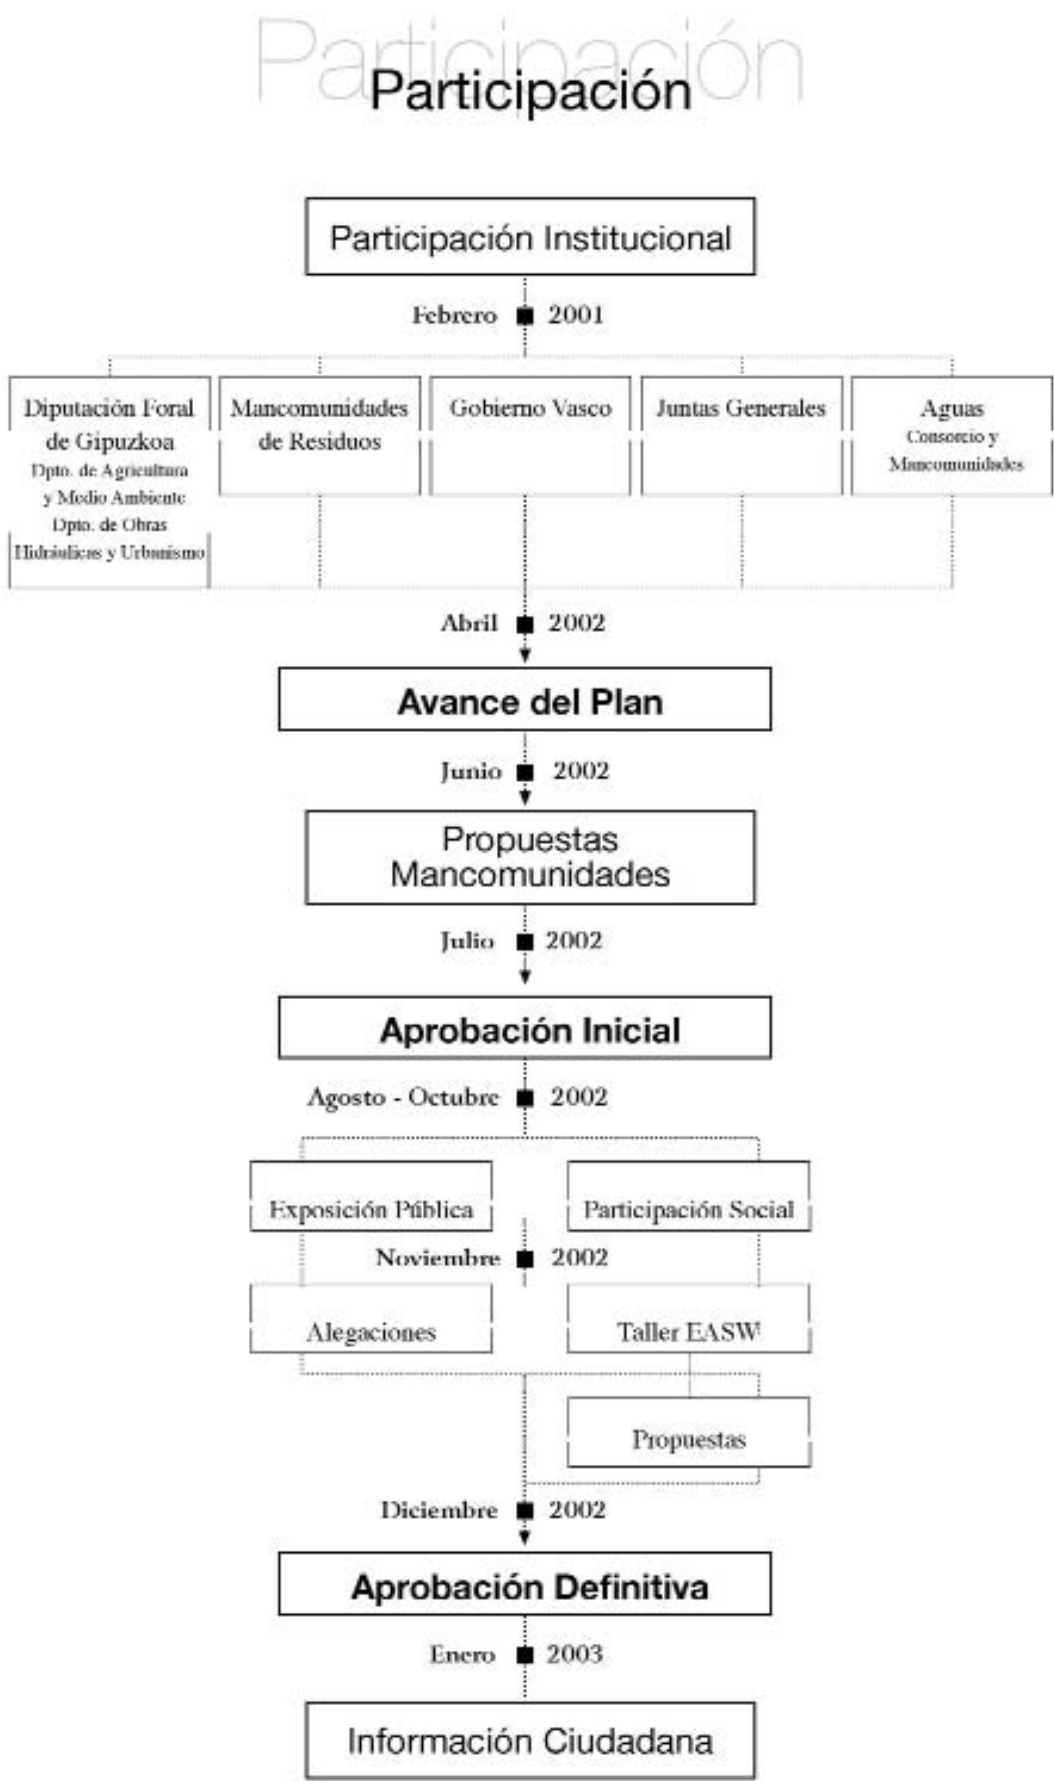 Participación
Participación
Participación Institucional
Febrero 2001
Diputación Foral
de Gipuzkoa
Dpto. de Agricultura
y Medio Ambiente
Dpto. de Obras
Hidráulicas y Urbanismo
Mancomunidades
de Residuos
Gobierno Vasco
Juntas Generales
Aguas
Consorcio y
Mancomunidades
Abril 2002
Avance del Plan
Junio 2002
Propuestas
Mancomunidades
Julio 2002
Aprobación Inicial
Agosto - Octubre 2002
Exposición Pública
Participación Social
Noviembre 2002
Alegaciones
Taller EASW
Propuestas
Diciembre 2002
Aprobación Definitiva
Enero 2003
Información Ciudadana